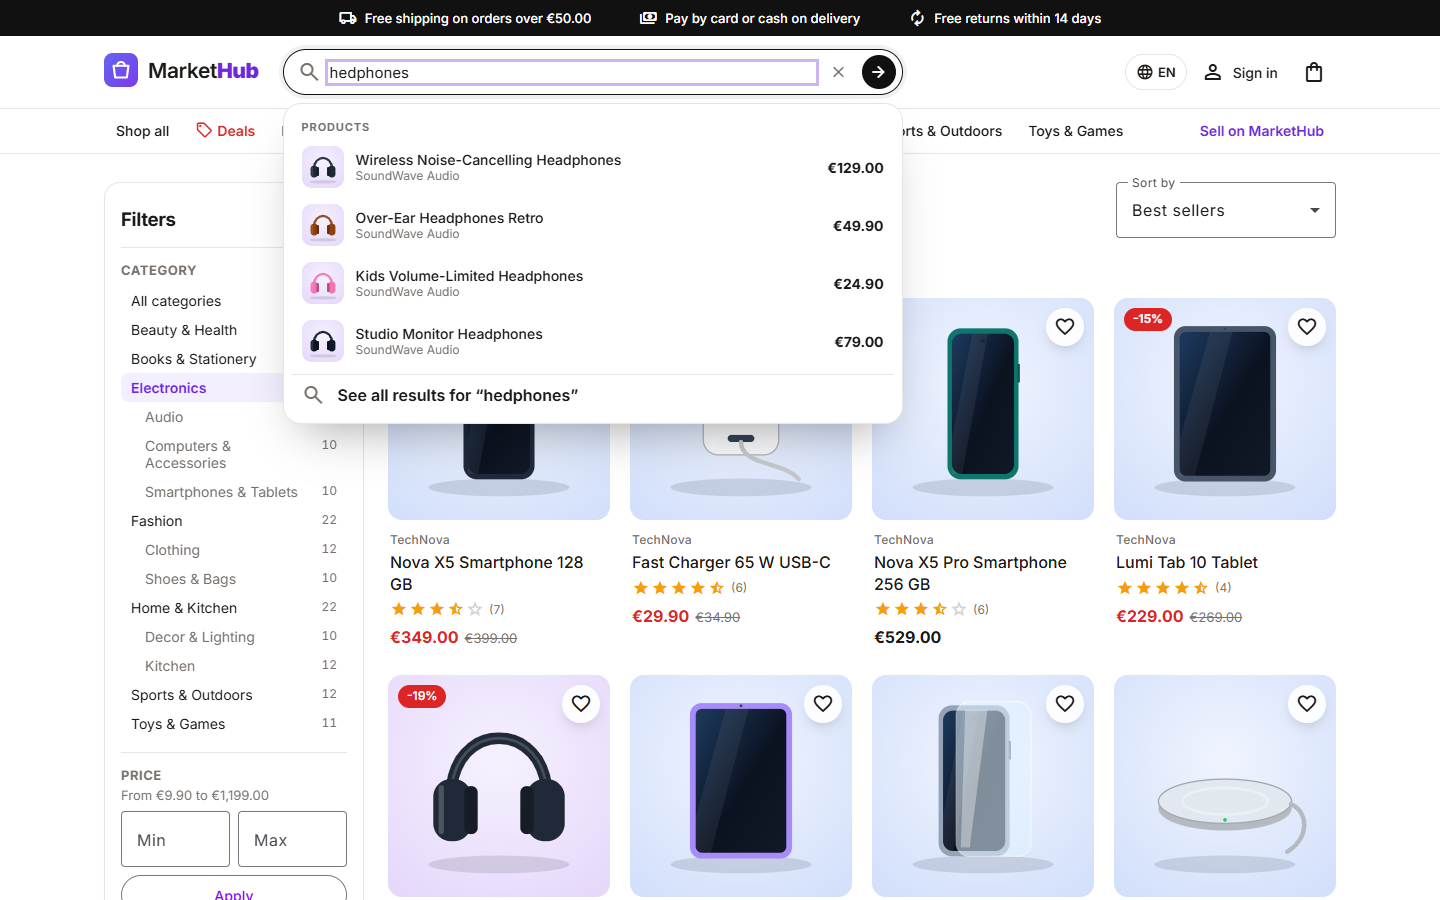 Free shipping on orders over €50.00
Pay by card or cash on delivery
Free returns within 14 days
MarketHub
hedphones
EN
Sign in
Shop all
Deals
rts & Outdoors
Toys & Games
Sell on MarketHub
PRODUCTS
Wireless Noise-Cancelling Headphones
SoundWave Audio
€129.00
Over-Ear Headphones Retro
SoundWave Audio
€49.90
Kids Volume-Limited Headphones
SoundWave Audio
€24.90
Studio Monitor Headphones
SoundWave Audio
€79.00
See all results for “hedphones”
Sort by
Best sellers
Filters
CATEGORY
All categories
Beauty & Health
Books & Stationery
Electronics
Audio
Computers & Accessories 10
Smartphones & Tablets 10
Fashion 22
Clothing 12
Shoes & Bags 10
Home & Kitchen 22
Decor & Lighting 10
Kitchen 12
Sports & Outdoors 12
Toys & Games 11
PRICE
From €9.90 to €1,199.00
Min
Max
Apply
TechNova
Nova X5 Smartphone 128 GB
(7)
€349.00 €399.00
TechNova
Fast Charger 65 W USB-C
(6)
€29.90 €34.90
TechNova
Nova X5 Pro Smartphone 256 GB
(6)
€529.00
-15%
TechNova
Lumi Tab 10 Tablet
(4)
€229.00 €269.00
-19%